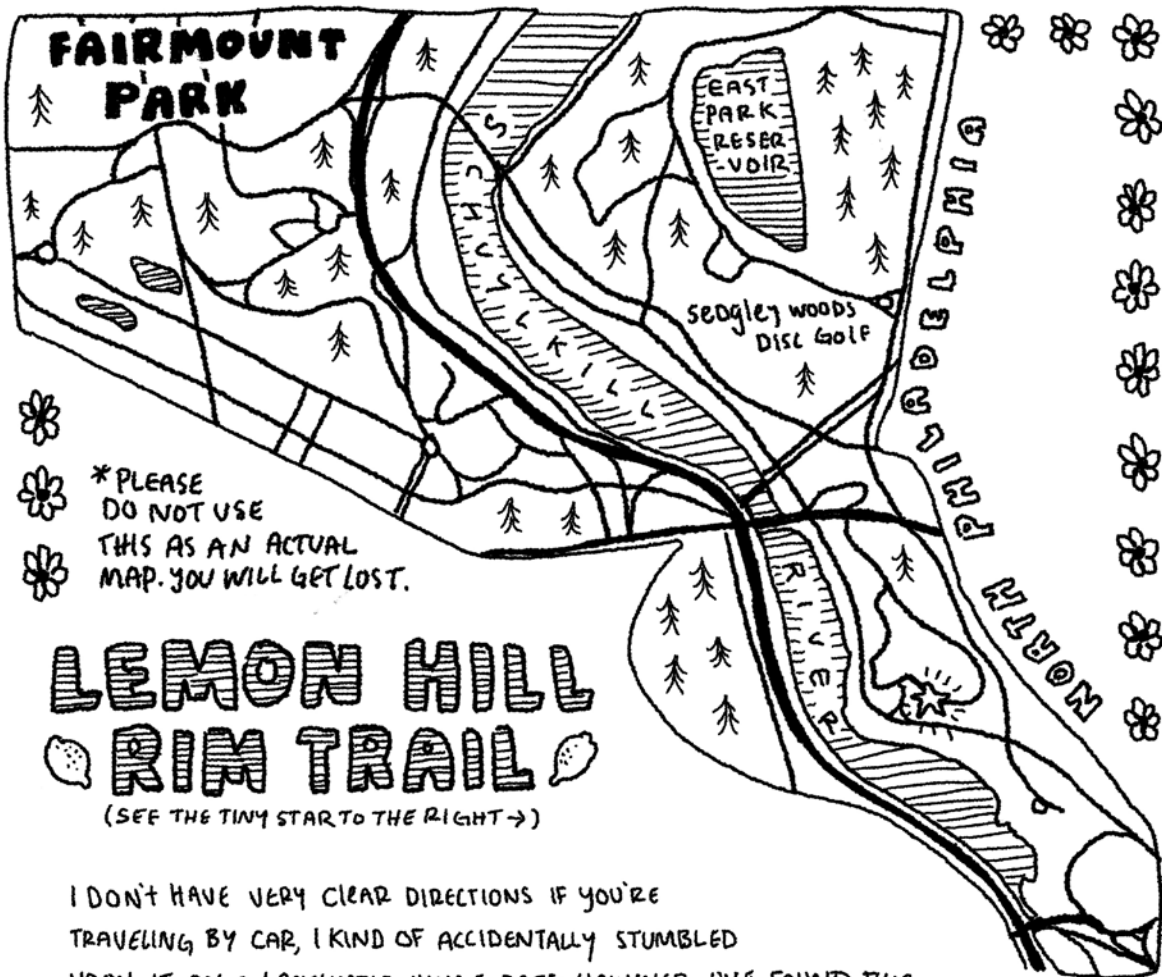 FAIRMOUNT
PARK
SCHUYLKILL
RIVER
EAST
PARK
RESER
-VOIR
SEDGLEY WOODS
DISC GOLF
NORTH PHILADELPHIA
*PLEASE
DO NOT USE
THIS AS AN ACTUAL
MAP. YOU WILL GET LOST.
LEMON HILL
RIM TRAIL
(SEE THE TINY STAR TO THE RIGHT→)
I DON'T HAVE VERY CLEAR DIRECTIONS IF YOU'RE
TRAVELING BY CAR, I KIND OF ACCIDENTALLY STUMBLED